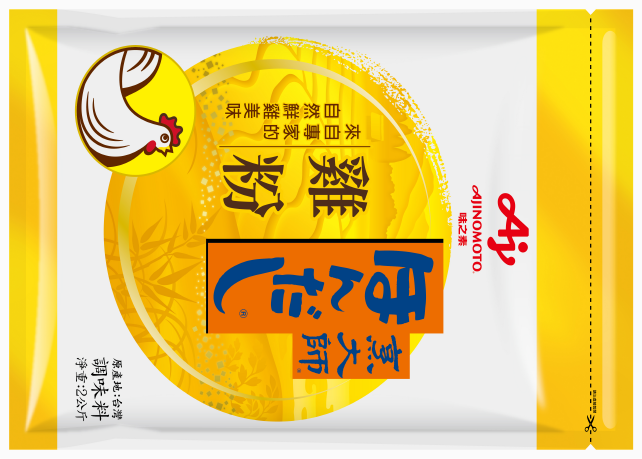 Aj
AJINOMOTO®
味之素
ほんだし®
烹大師®
雞粉
來自專家的
自然鮮雞美味
原產地:台灣
調味料
淨重:2公斤